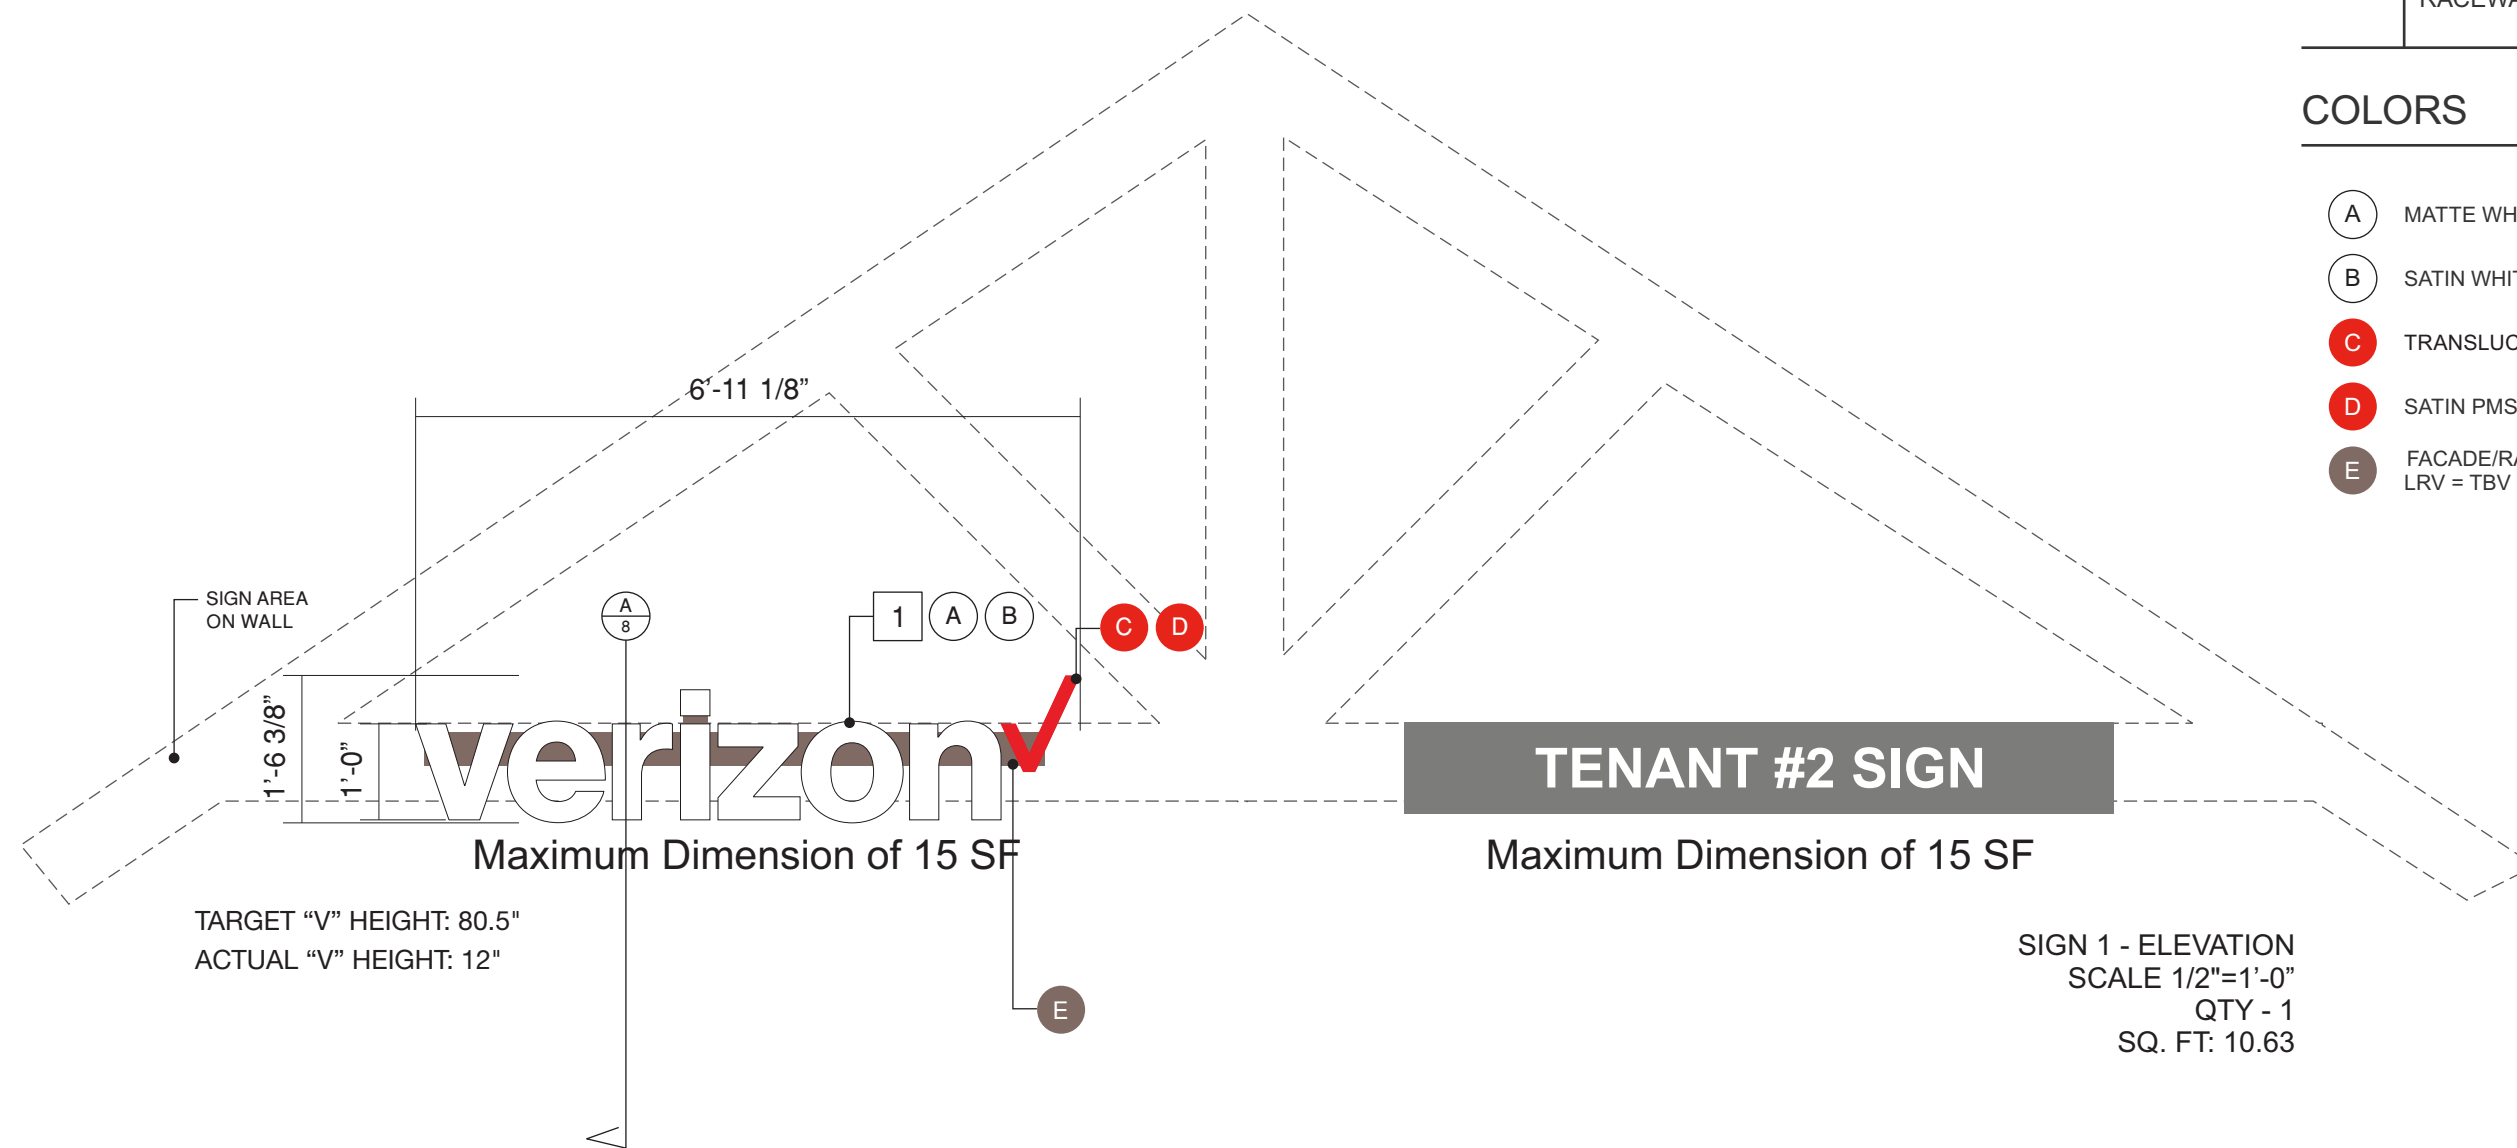 RACEWA
COLORS
A MATTE WH
B SATIN WHI
C TRANSLUC
D SATIN PMS
E FACADE/RA
LRV = TBV
6’-11 1/8”
SIGN AREA
ON WALL
A
8
1 A B
C D
1’-6 3/8”
1’-0”
verizon
TENANT #2 SIGN
Maximum Dimension of 15 SF
Maximum Dimension of 15 SF
TARGET “V” HEIGHT: 80.5"
ACTUAL “V” HEIGHT: 12"
E
SIGN 1 - ELEVATION
SCALE 1/2"=1’-0”
QTY - 1
SQ. FT: 10.63